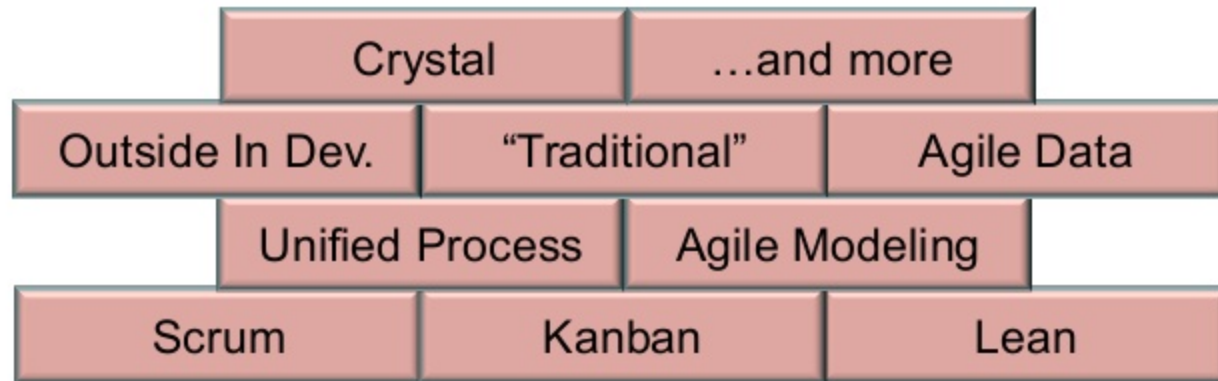 Crystal …and more
Outside In Dev. “Traditional” Agile Data
Unified Process Agile Modeling
Scrum Kanban Lean